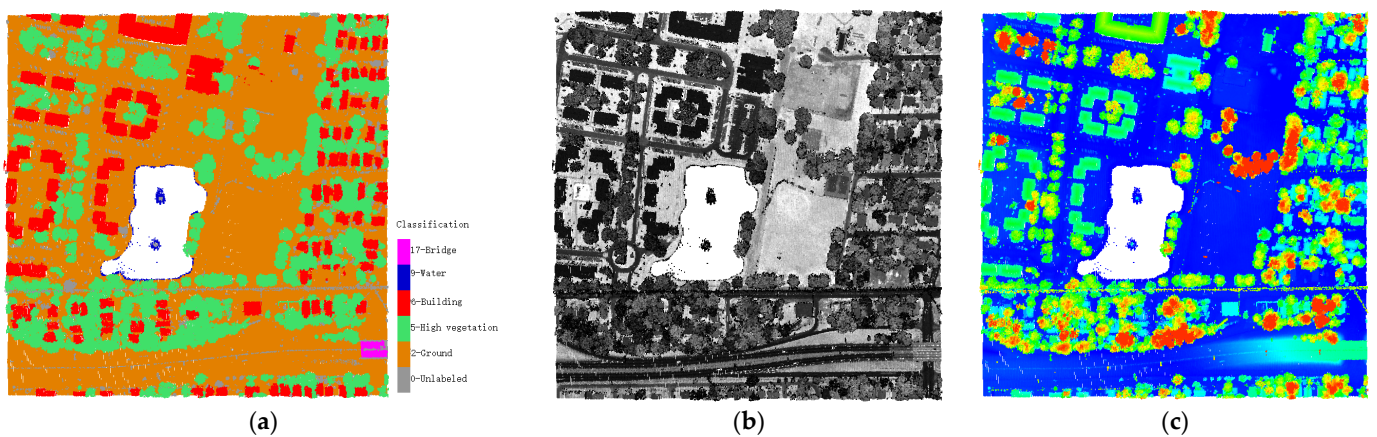 Classification
17-Bridge
9-Water
6-Building
5-High vegetation
2-Ground
0-Unlabeled
(a)
(b)
(c)